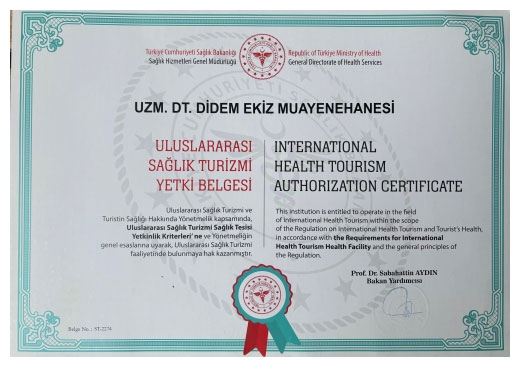 Türkiye Cumhuriyeti Sağlık Bakanlığı
Sağlık Hizmetleri Genel Müdürlüğü
Republic of Türkiye Ministry of Health
General Directorate of Health Services
UZM. DT. DİDEM EKİZ MUAYENEHANESİ
ULUSLARARASI
SAĞLIK TURİZMİ
YETKİ BELGESİ
INTERNATIONAL
HEALTH TOURISM
AUTHORIZATION CERTIFICATE
Uluslararası Sağlık Turizmi ve
Turistin Sağlığı Hakkında Yönetmelik kapsamında,
Uluslararası Sağlık Turizmi Sağlık Tesisi
Yetkinlik Kriterleri'ne ve Yönetmeliğin
genel esaslarına uyarak, Uluslararası Sağlık Turizmi
faaliyetinde bulunmaya hak kazanmıştır.
This institution is entitled to operate in the field
of International Health Tourism within the scope
of the Regulation on International Health Tourism and Tourist's Health,
in accordance with the Requirements for International
Health Tourism Health Facility and the general principles of
the Regulation.
Prof. Dr. Sabahattin AYDIN
Bakan Yardımcısı
Belge No. : ST-2274